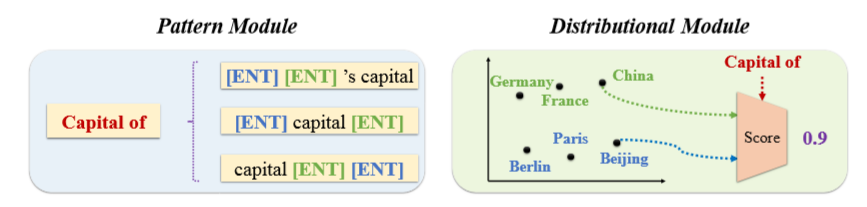 Pattern Module
Capital of
[ENT] [ENT] 's capital
[ENT] capital [ENT]
capital [ENT] [ENT]
Distributional Module
Germany
France
China
Paris
Berlin
Beijing
Capital of
Score
0.9